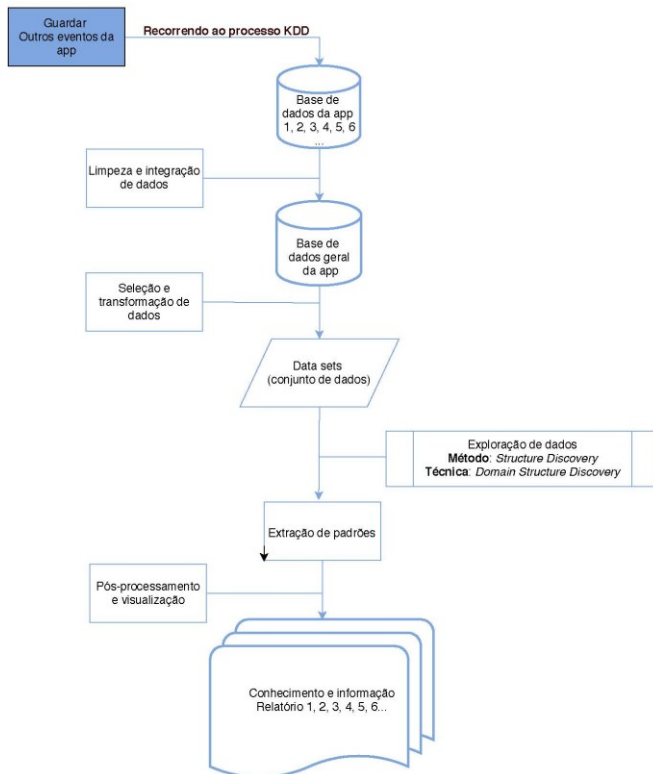 Guardar
Outros eventos da
app
Recorrendo ao processo KDD
Base de
dados da app
1, 2, 3, 4, 5, 6
...
Limpeza e integração
de dados
Base de
dados geral
da app
Seleção e
transformação de
dados
Data sets
(conjunto de dados)
Exploração de dados
Método: Structure Discovery
Técnica: Domain Structure Discovery
Extração de padrões
Pós-processamento
e visualização
Conhecimento e informação
Relatório 1, 2, 3, 4, 5, 6...